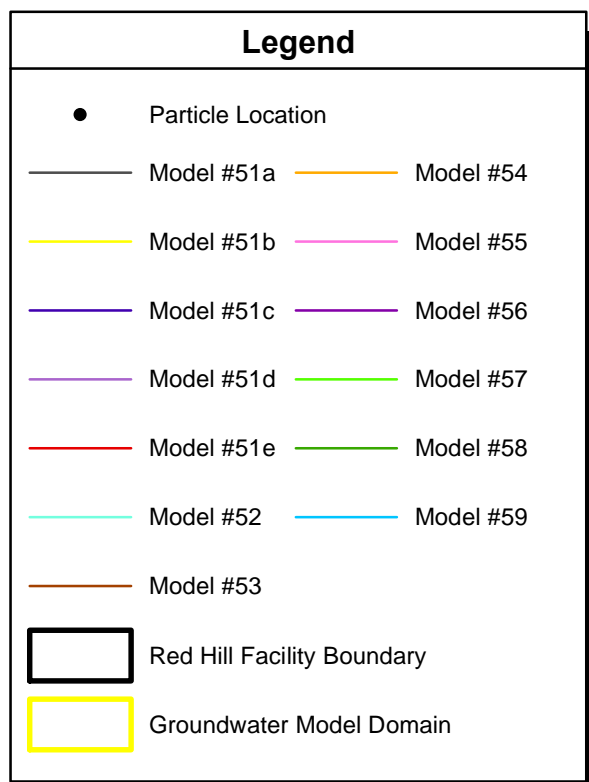 Legend
Particle Location
Model #51a Model #54
Model #51b Model #55
Model #51c Model #56
Model #51d Model #57
Model #51e Model #58
Model #52 Model #59
Model #53
Red Hill Facility Boundary
Groundwater Model Domain